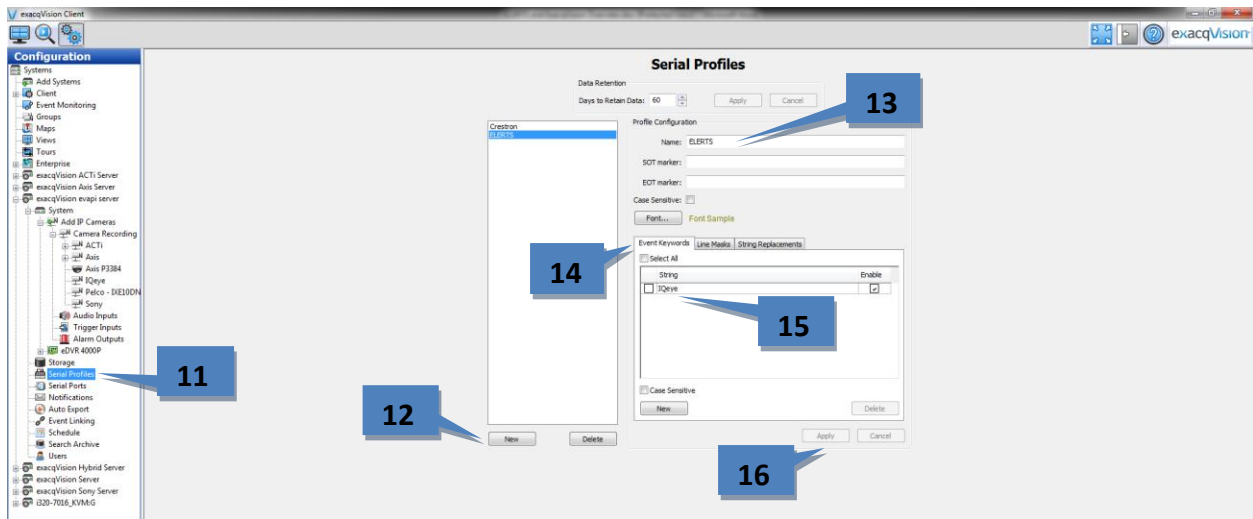 exacqVision Client
exacqVision
Configuration
Systems
Add Systems
Client
Event Monitoring
Groups
Maps
Views
Tours
Enterprise
exacqVision ACTi Server
exacqVision Axis Server
exacqVision evapi server
System
Add IP Cameras
Camera Recording
ACTi
Axis
Axis P3384
IQeye
Pelco - IXE10DN
Sony
Audio Inputs
Trigger Inputs
Alarm Outputs
eDVR 4000P
Storage
Serial Profiles
Serial Ports
Notifications
Auto Export
Event Linking
Schedule
Search Archive
Users
exacqVision Hybrid Server
exacqVision Server
exacqVision Sony Server
i320-7016_KVM:G
11
Serial Profiles
Data Retention
Days to Retain Data: 60 Apply Cancel
13
Crestron
ELERTS
12
New Delete
Profile Configuration
Name: ELERTS
SOT marker:
EOT marker:
Case Sensitive:
Font... Font Sample
14
Event Keywords Line Masks String Replacements
Select All
String Enable
IQeye
15
Case Sensitive
New Delete
Apply Cancel
16